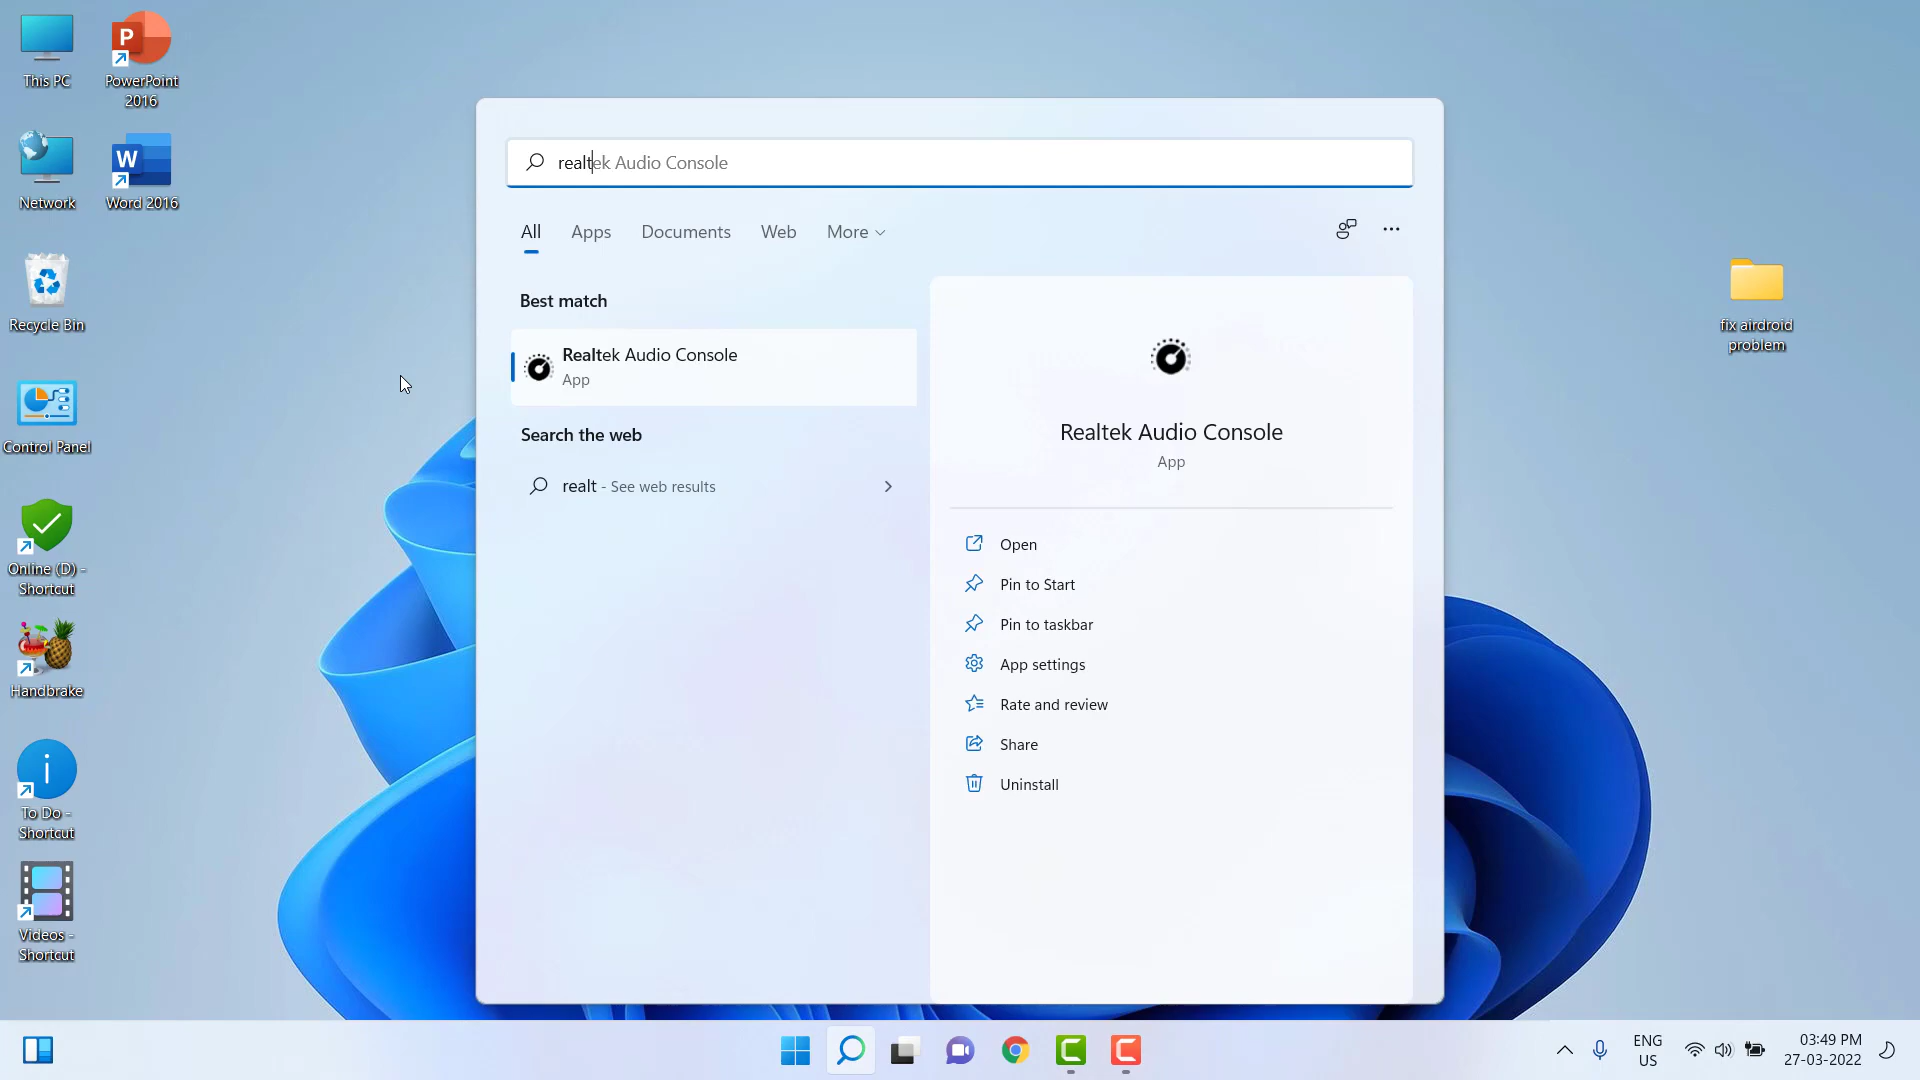 This PC
PowerPoint
2016
Network
Word 2016
Recycle Bin
Control Panel
Online (D) -
Shortcut
Handbrake
To Do -
Shortcut
Videos -
Shortcut
realtek Audio Console
All Apps Documents Web More
Best match
Realtek Audio Console
App
Search the web
realt - See web results
Realtek Audio Console
App
Open
Pin to Start
Pin to taskbar
App settings
Rate and review
Share
Uninstall
fix airdroid
problem
ENG
US
03:49 PM
27-03-2022